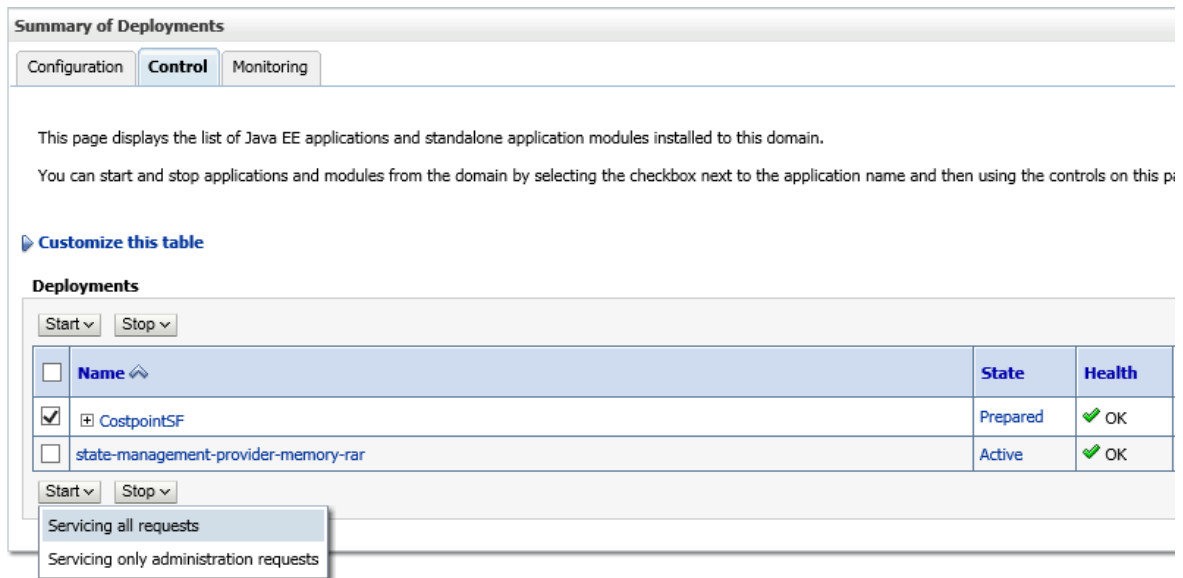 Summary of Deployments
Configuration Control Monitoring
This page displays the list of Java EE applications and standalone application modules installed to this domain.
You can start and stop applications and modules from the domain by selecting the checkbox next to the application name and then using the controls on this pa
Customize this table
Deployments
Start Stop
Name State Health
CostpointSF Prepared OK
state-management-provider-memory-rar Active OK
Start Stop
Servicing all requests
Servicing only administration requests